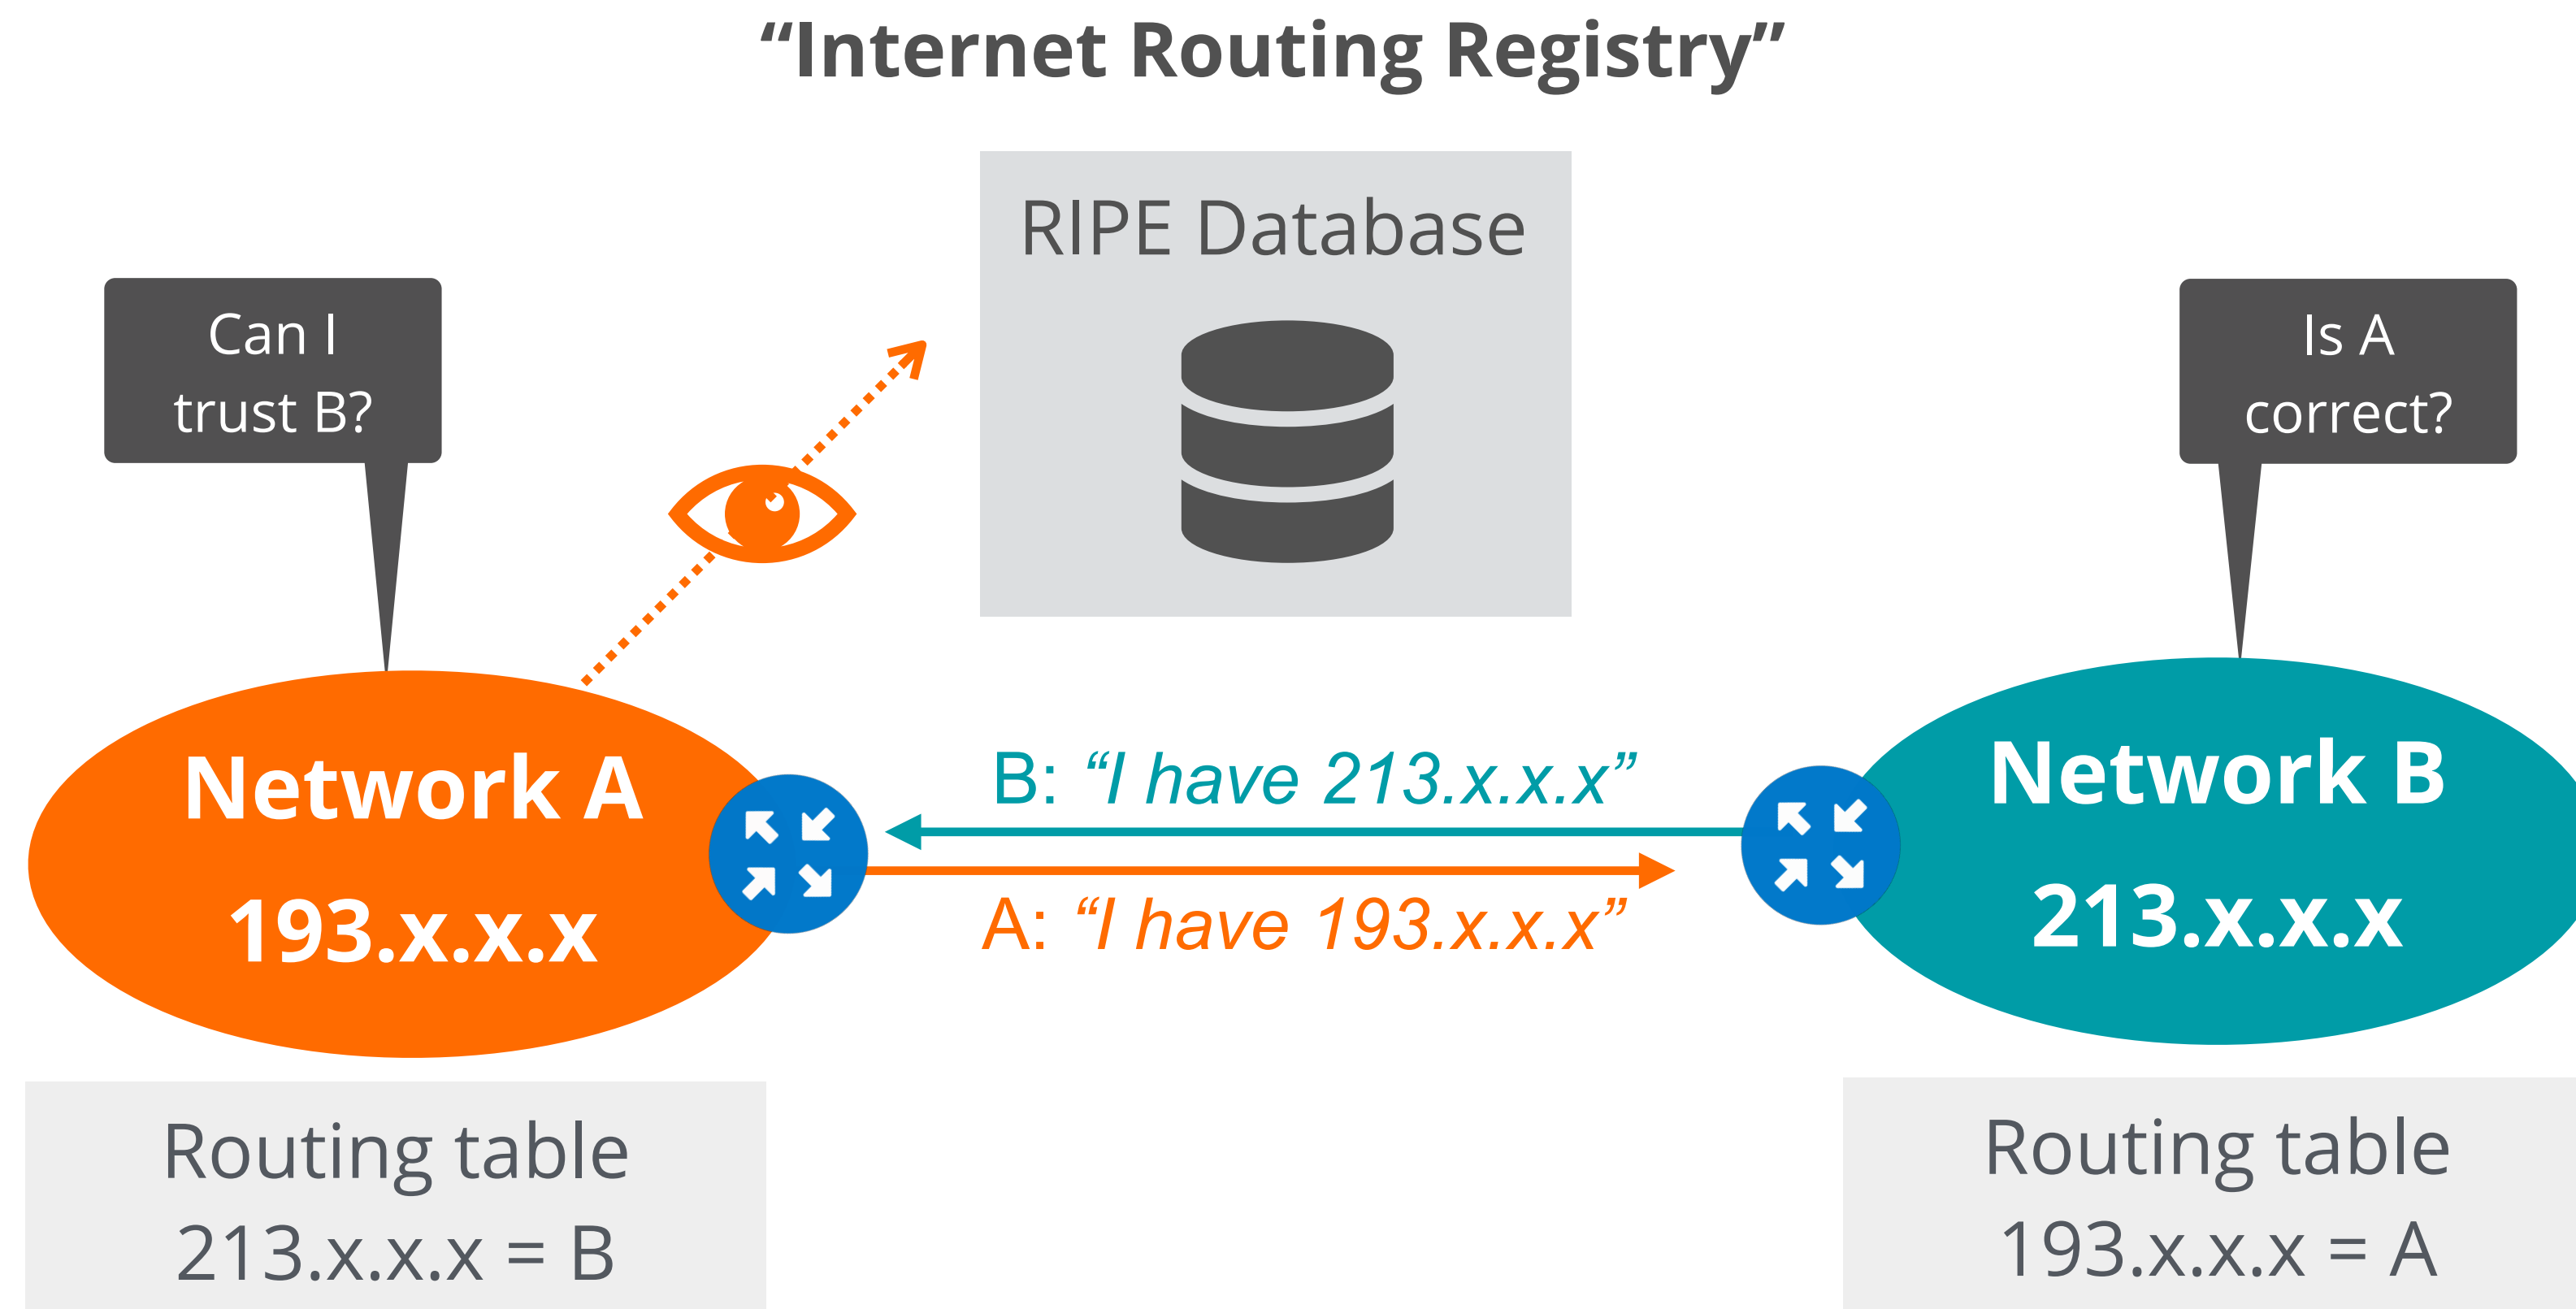 “Internet Routing Registry”
RIPE Database
Can I
trust B?
Is A
correct?
Network A
193.x.x.x
B: “I have 213.x.x.x”
A: “I have 193.x.x.x”
Network B
213.x.x.x
Routing table
213.x.x.x = B
Routing table
193.x.x.x = A